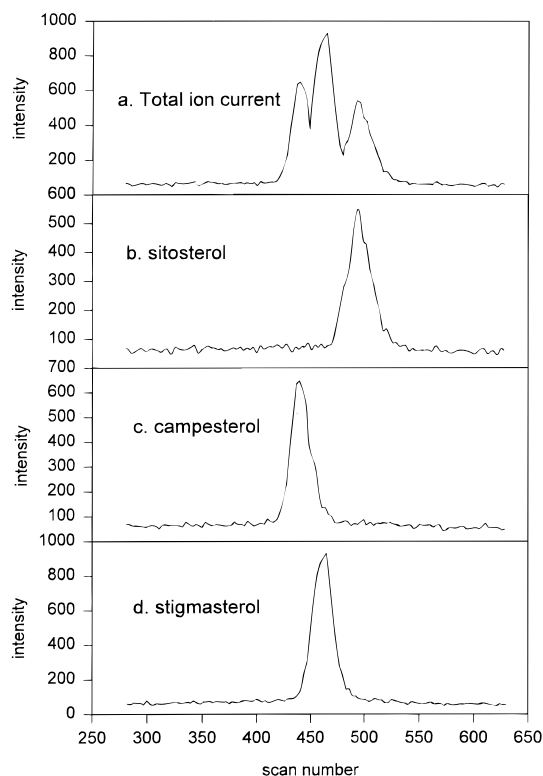 1000
800
600
400
200
intensity
a. Total ion current
600
500
400
300
200
100
intensity
b. sitosterol
700
600
500
400
300
200
100
intensity
c. campesterol
1000
800
600
400
200
0
intensity
d. stigmasterol
250 300 350 400 450 500 550 600 650
scan number